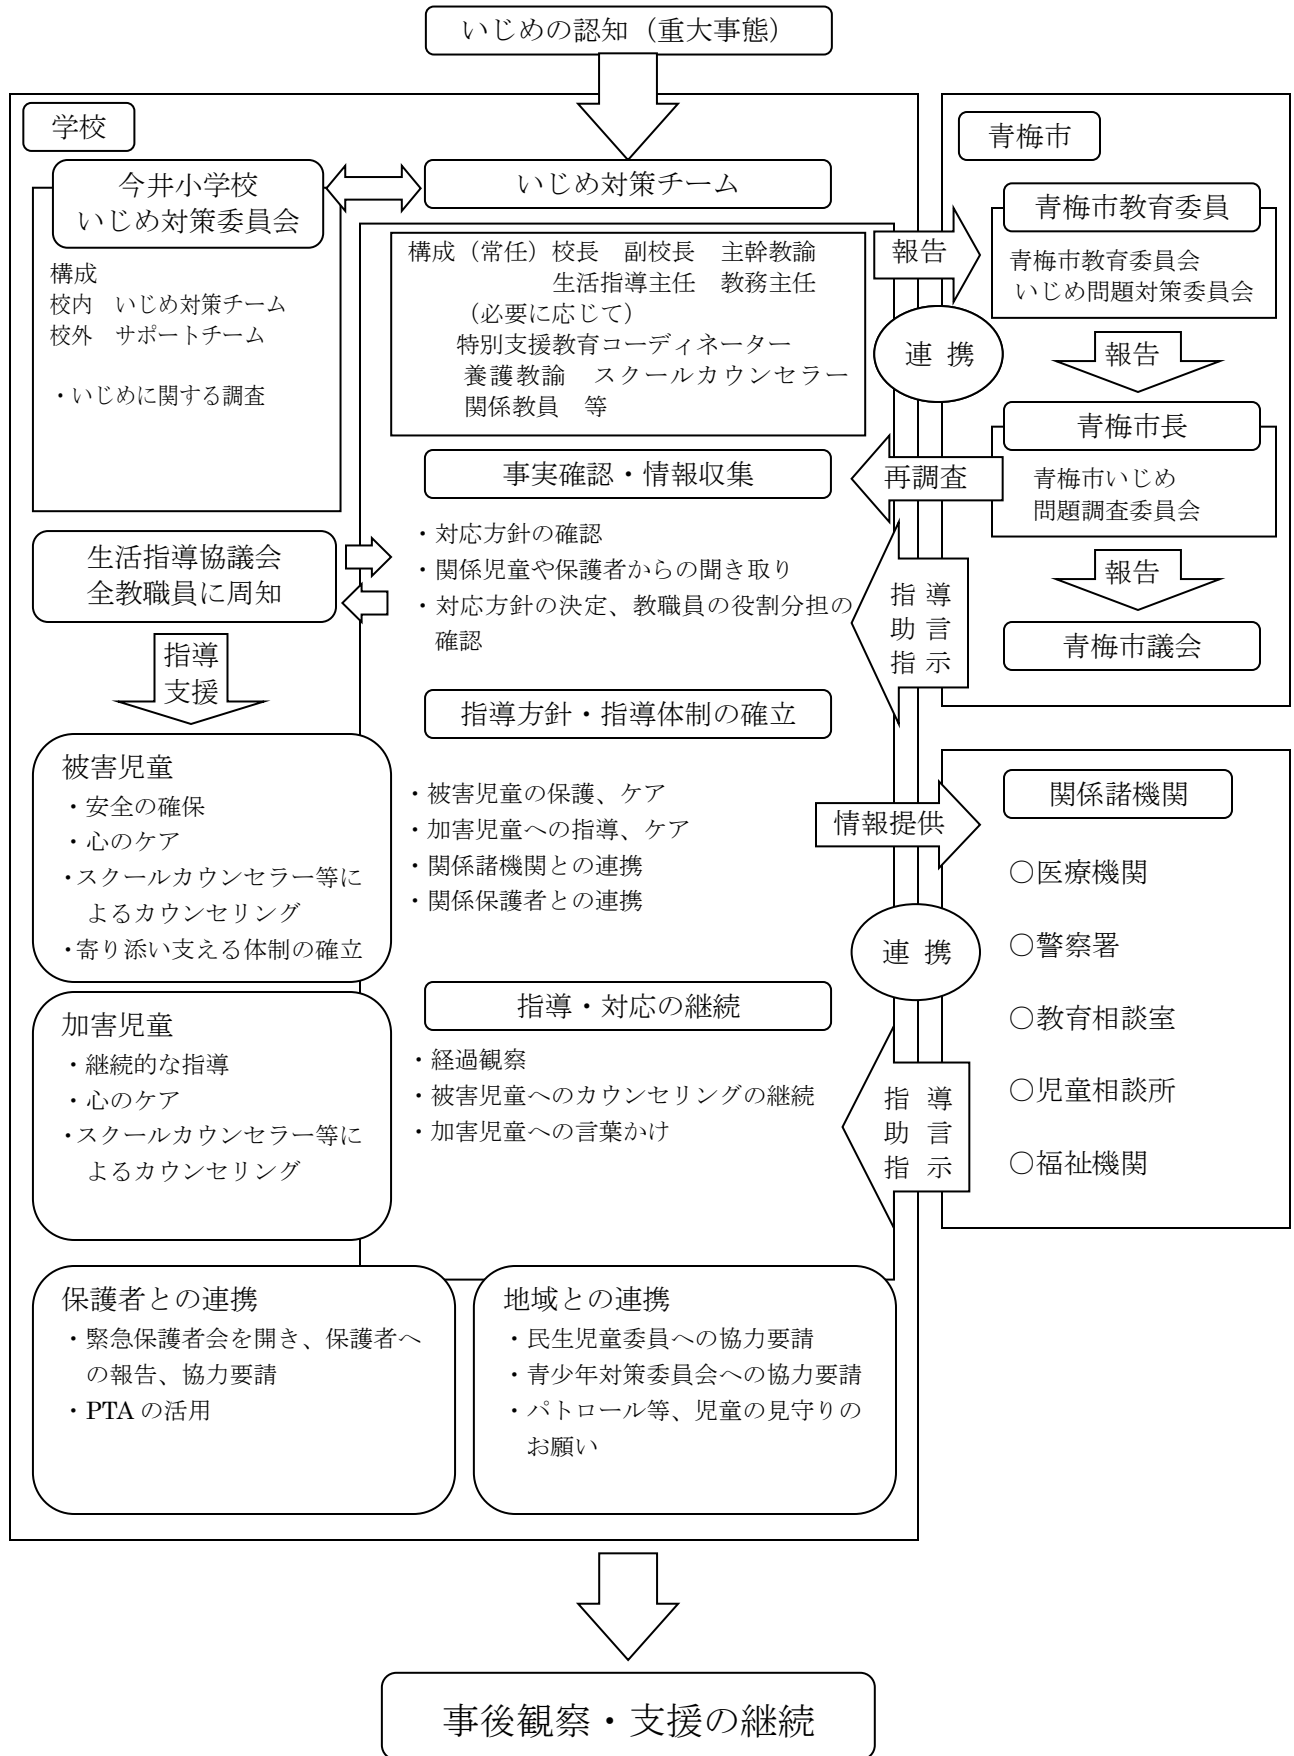 いじめの認知（重大事態）
学校
今井小学校
いじめ対策委員会
構成
校内　いじめ対策チーム
校外　サポートチーム
・いじめに関する調査
いじめ対策チーム
構成（常任）校長　副校長　主幹教諭
生活指導主任　教務主任
（必要に応じて）
特別支援教育コーディネーター
養護教諭　スクールカウンセラー
関係教員　等
報告
連 携
青梅市
青梅市教育委員
青梅市教育委員会
いじめ問題対策委員会
報告
青梅市長
青梅市いじめ
問題調査委員会
再調査
報告
青梅市議会
指 導
助 言
指 示
事実確認・情報収集
・対応方針の確認
・関係児童や保護者からの聞き取り
・対応方針の決定、教職員の役割分担の
確認
生活指導協議会
全教職員に周知
指導
支援
指導方針・指導体制の確立
・被害児童の保護、ケア
・加害児童への指導、ケア
・関係諸機関との連携
・関係保護者との連携
被害児童
・安全の確保
・心のケア
・スクールカウンセラー等に
よるカウンセリング
・寄り添い支える体制の確立
情報提供
連 携
関係諸機関
○医療機関
○警察署
○教育相談室
○児童相談所
○福祉機関
指 導
助 言
指 示
指導・対応の継続
・経過観察
・被害児童へのカウンセリングの継続
・加害児童への言葉かけ
加害児童
・継続的な指導
・心のケア
・スクールカウンセラー等に
よるカウンセリング
保護者との連携
・緊急保護者会を開き、保護者へ
の報告、協力要請
・PTA の活用
地域との連携
・民生児童委員への協力要請
・青少年対策委員会への協力要請
・パトロール等、児童の見守りの
お願い
事後観察・支援の継続